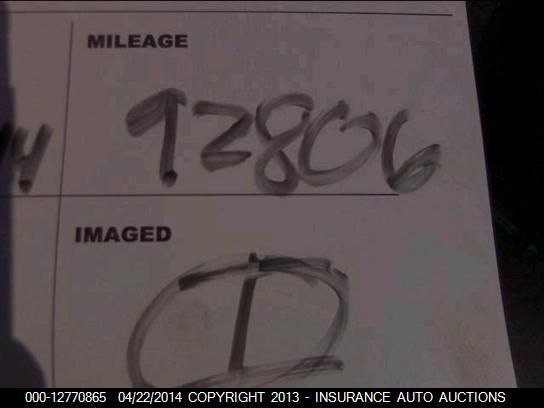 MILEAGE
92806
IMAGED
000-12770865 04/22/2014 COPYRIGHT 2013 - INSURANCE AUTO AUCTIONS